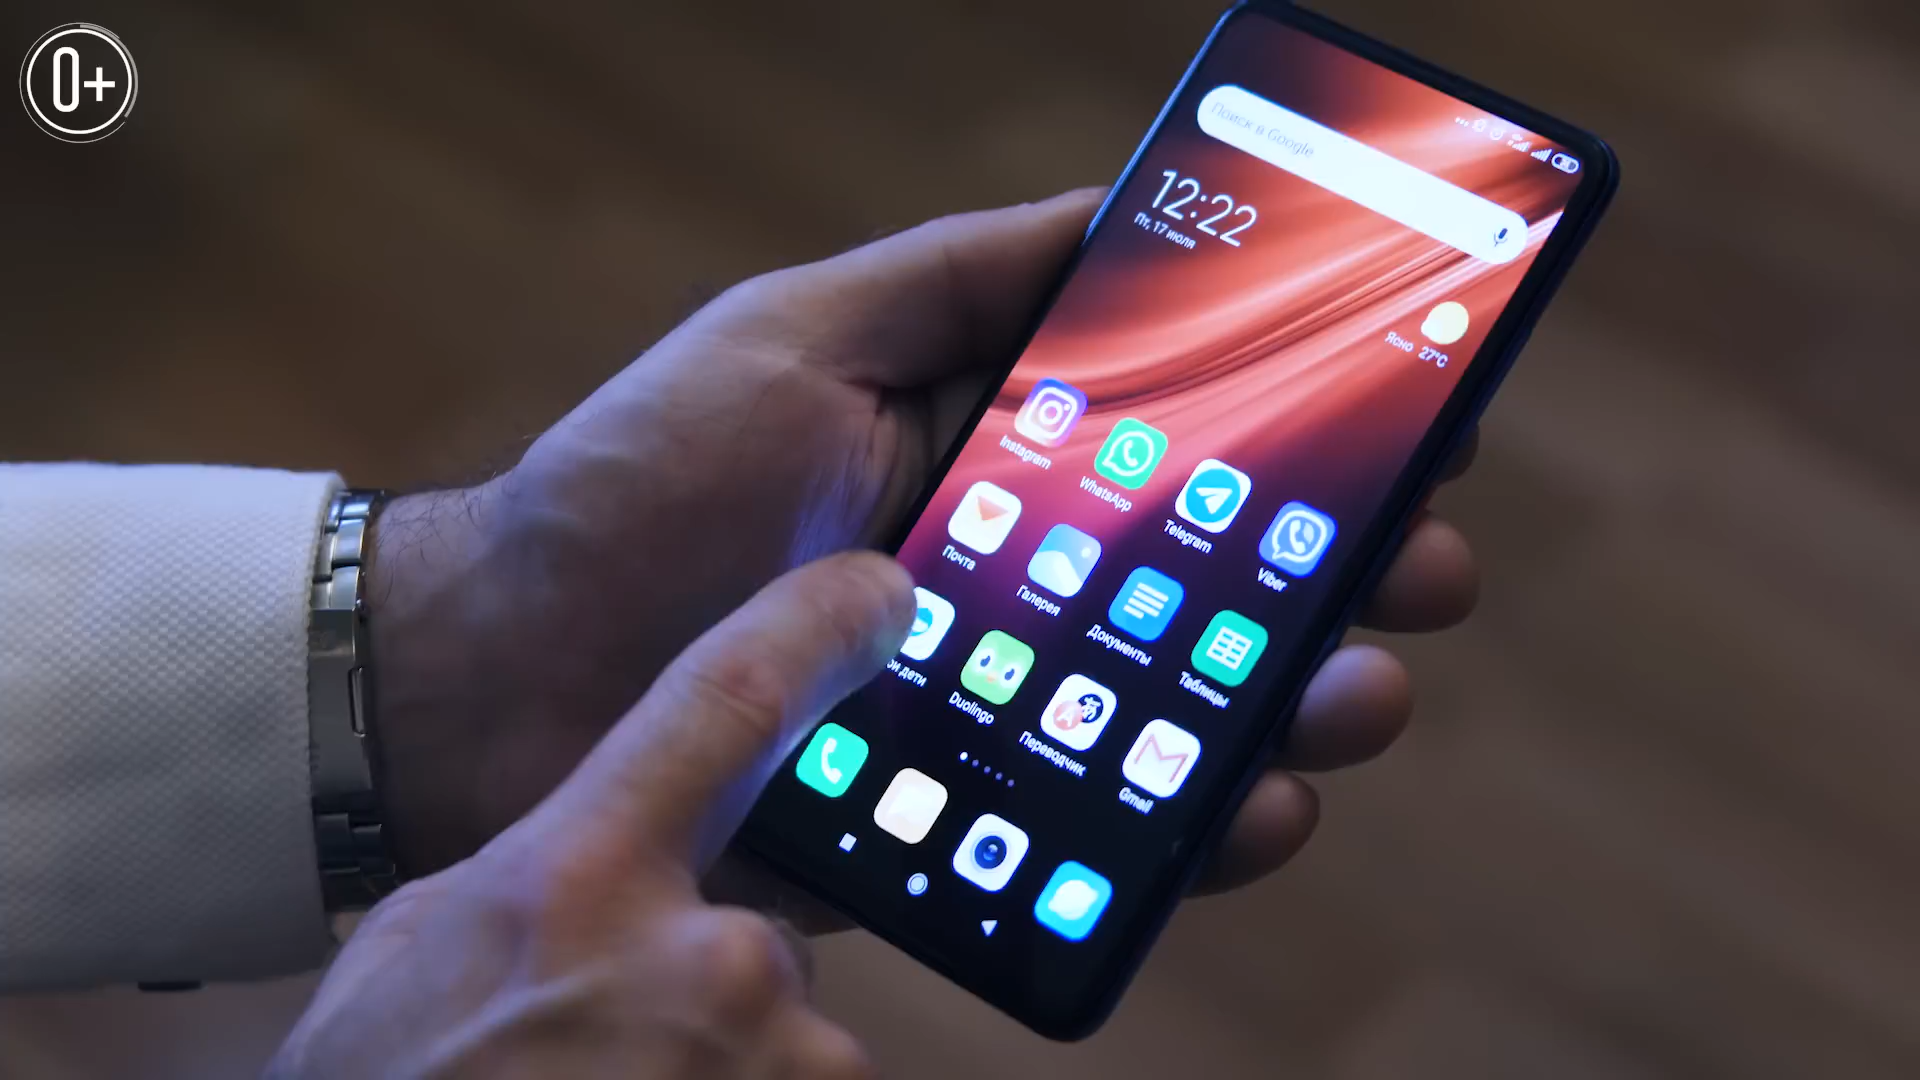 0+
Поиск в Google
12:22
Пт, 17 июля
Ясно 27°C
Instagram
WhatsApp
Telegram
Viber
Почта
Галерея
Документы
Таблицы
дети
Duolingo
Переводчик
Gmail